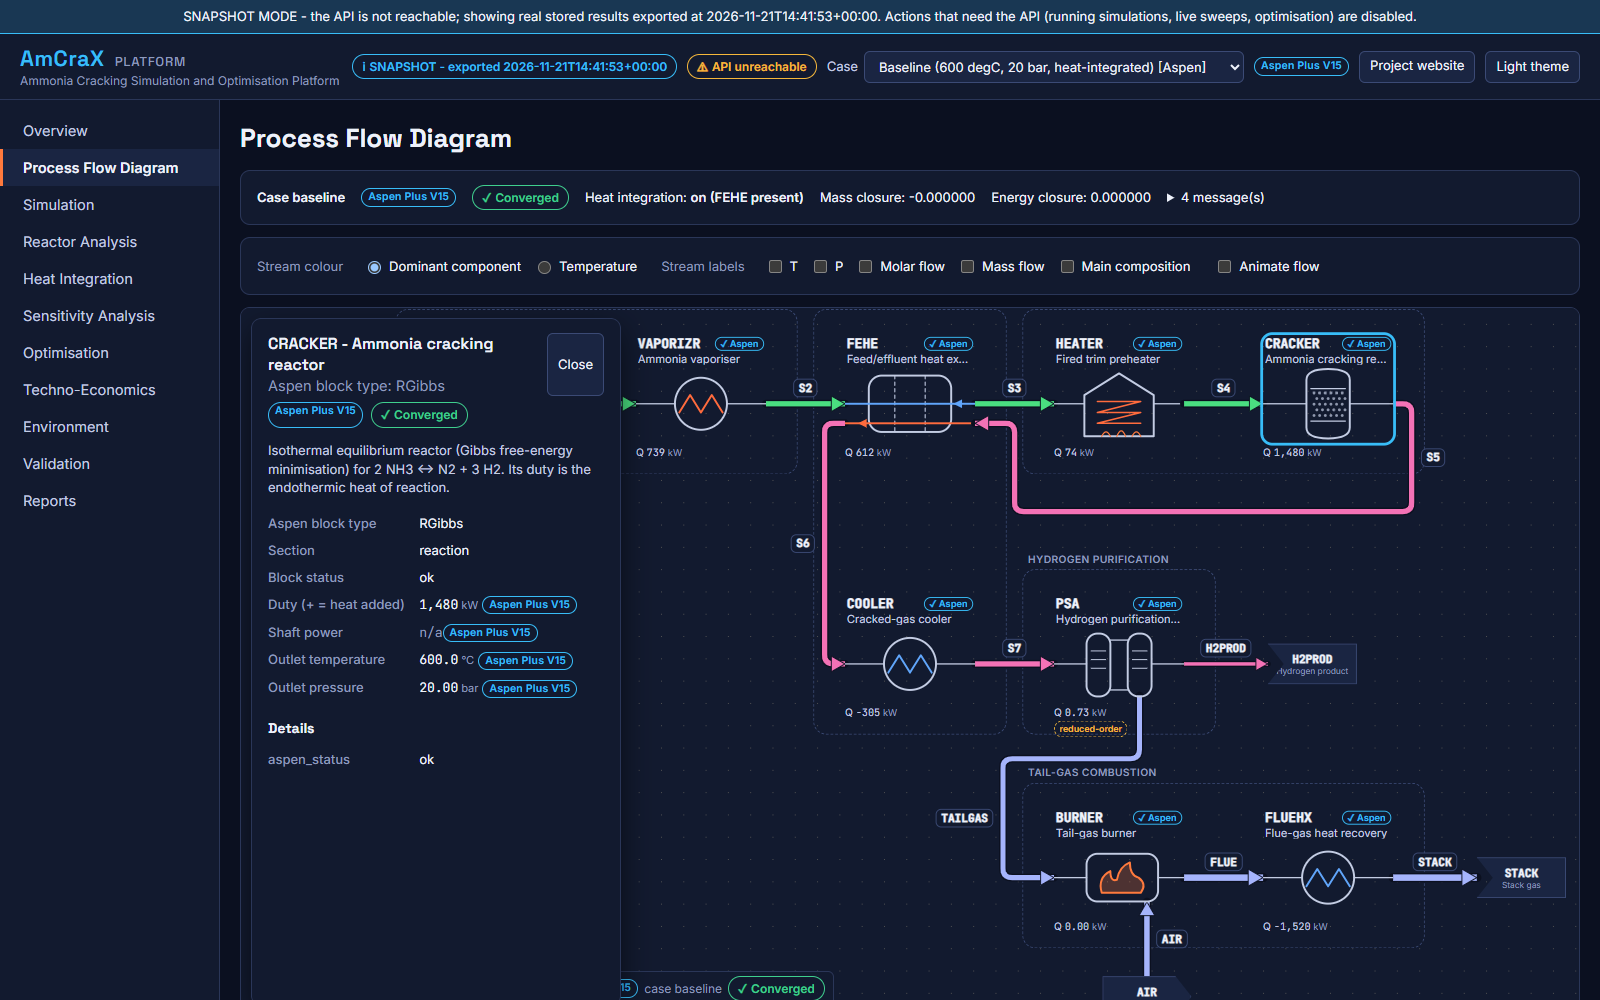 SNAPSHOT MODE - the API is not reachable; showing real stored results exported at 2026-11-21T14:41:53+00:00. Actions that need the API (running simulations, live sweeps, optimisation) are disabled.
AmCraX PLATFORM
Ammonia Cracking Simulation and Optimisation Platform
i SNAPSHOT - exported 2026-11-21T14:41:53+00:00
⚠ API unreachable
Case
Baseline (600 degC, 20 bar, heat-integrated) [Aspen]
Aspen Plus V15
Project website
Light theme
Overview
Process Flow Diagram
Simulation
Reactor Analysis
Heat Integration
Sensitivity Analysis
Optimisation
Techno-Economics
Environment
Validation
Reports
Process Flow Diagram
Case baseline Aspen Plus V15 ✓ Converged Heat integration: on (FEHE present) Mass closure: -0.000000 Energy closure: 0.000000 ▶ 4 message(s)
Stream colour Dominant component Temperature Stream labels T P Molar flow Mass flow Main composition Animate flow
CRACKER - Ammonia cracking
reactor
Close
Aspen block type: RGibbs
Aspen Plus V15 ✓ Converged
Isothermal equilibrium reactor (Gibbs free-energy
minimisation) for 2 NH3 <-> N2 + 3 H2. Its duty is the
endothermic heat of reaction.
Aspen block type RGibbs
Section reaction
Block status ok
Duty (+ = heat added) 1,480 kW Aspen Plus V15
Shaft power n/a Aspen Plus V15
Outlet temperature 600.0 °C Aspen Plus V15
Outlet pressure 20.00 bar Aspen Plus V15
Details
aspen_status ok
VAPORIZR ✓ Aspen
Ammonia vaporiser
Q 739 kW
S2
FEHE ✓ Aspen
Feed/effluent heat ex...
Q 612 kW
S3
HEATER ✓ Aspen
Fired trim preheater
Q 74 kW
S4
CRACKER ✓ Aspen
Ammonia cracking re...
Q 1,480 kW
S5
S6
HYDROGEN PURIFICATION
COOLER ✓ Aspen
Cracked-gas cooler
Q -305 kW
S7
PSA ✓ Aspen
Hydrogen purification...
Q 0.73 kW
reduced-order
H2PROD
H2PROD
Hydrogen product
TAIL-GAS COMBUSTION
TAILGAS
BURNER ✓ Aspen
Tail-gas burner
Q 0.00 kW
FLUE
FLUEHX ✓ Aspen
Flue-gas heat recovery
Q -1,520 kW
STACK
STACK
Stack gas
AIR
AIR
15 case baseline ✓ Converged